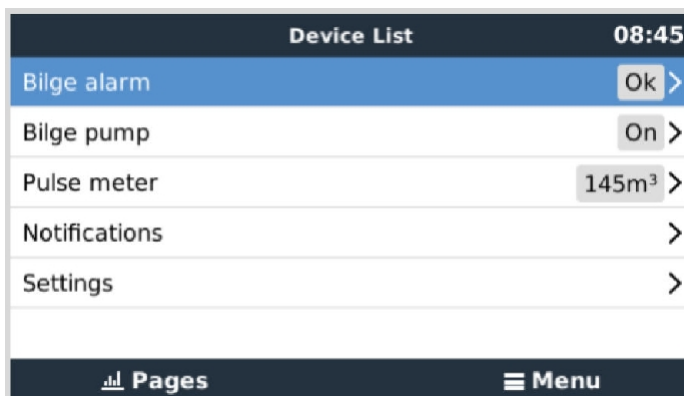 Device List 08:45
Bilge alarm Ok
Bilge pump On
Pulse meter 145m³
Notifications
Settings
Pages Menu